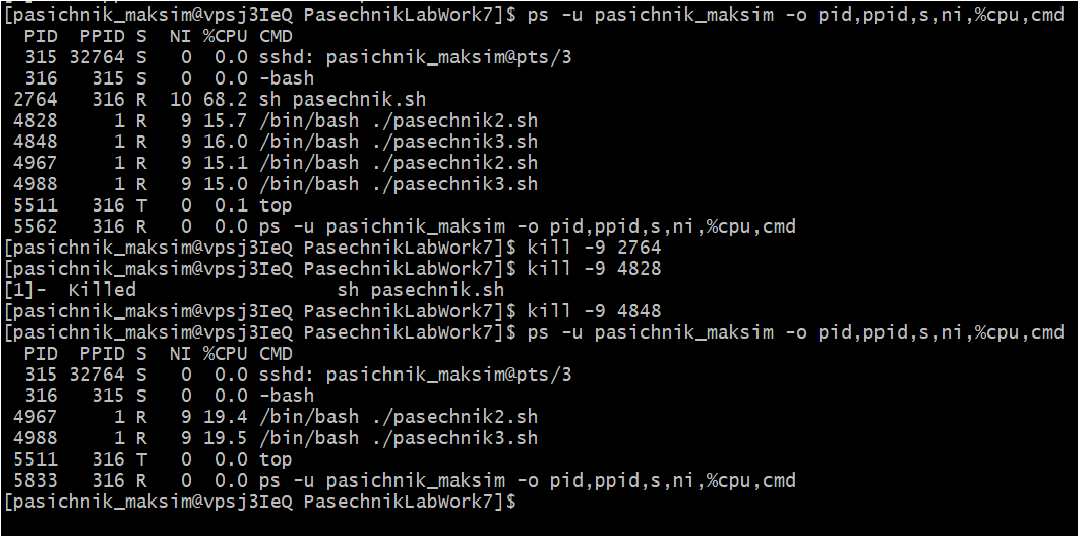 [pasichnik_maksim@vpsj3IeQ PasechnikLabWork7]$ ps -u pasichnik_maksim -o pid,ppid,s,ni,%cpu,cmd
  PID  PPID S  NI %CPU CMD
  315 32764 S   0  0.0 sshd: pasichnik_maksim@pts/3
  316   315 S   0  0.0 -bash
 2764   316 R  10 68.2 sh pasechnik.sh
 4828     1 R   9 15.7 /bin/bash ./pasechnik2.sh
 4848     1 R   9 16.0 /bin/bash ./pasechnik3.sh
 4967     1 R   9 15.1 /bin/bash ./pasechnik2.sh
 4988     1 R   9 15.0 /bin/bash ./pasechnik3.sh
 5511   316 T   0  0.1 top
 5562   316 R   0  0.0 ps -u pasichnik_maksim -o pid,ppid,s,ni,%cpu,cmd
[pasichnik_maksim@vpsj3IeQ PasechnikLabWork7]$ kill -9 2764
[pasichnik_maksim@vpsj3IeQ PasechnikLabWork7]$ kill -9 4828
[1]-  Killed                  sh pasechnik.sh
[pasichnik_maksim@vpsj3IeQ PasechnikLabWork7]$ kill -9 4848
[pasichnik_maksim@vpsj3IeQ PasechnikLabWork7]$ ps -u pasichnik_maksim -o pid,ppid,s,ni,%cpu,cmd
  PID  PPID S  NI %CPU CMD
  315 32764 S   0  0.0 sshd: pasichnik_maksim@pts/3
  316   315 S   0  0.0 -bash
 4967     1 R   9 19.4 /bin/bash ./pasechnik2.sh
 4988     1 R   9 19.5 /bin/bash ./pasechnik3.sh
 5511   316 T   0  0.0 top
 5833   316 R   0  0.0 ps -u pasichnik_maksim -o pid,ppid,s,ni,%cpu,cmd
[pasichnik_maksim@vpsj3IeQ PasechnikLabWork7]$